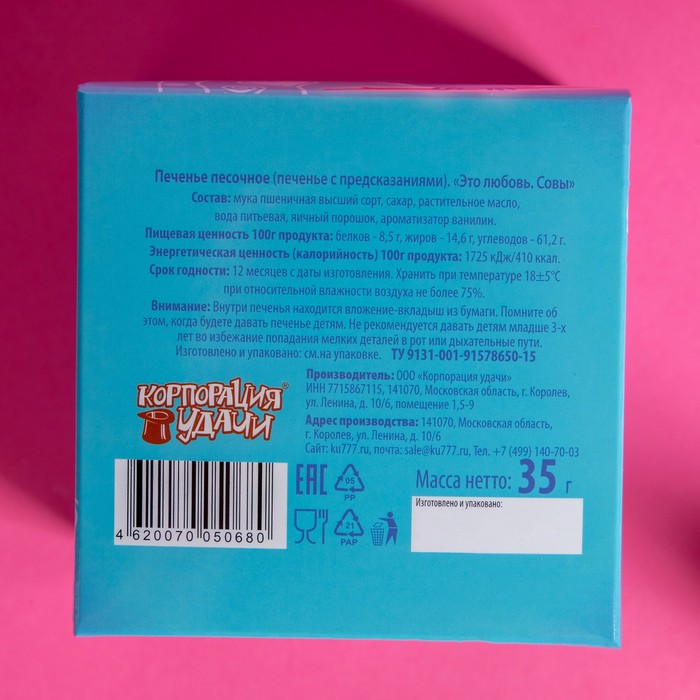 Печенье песочное (печенье с предсказаниями). «Это любовь. Совы»
Состав: мука пшеничная высший сорт, сахар, растительное масло,
вода питьевая, яичный порошок, ароматизатор ванилин.
Пищевая ценность 100г продукта: белков - 8,5 г, жиров - 14,6 г, углеводов - 61,2 г.
Энергетическая ценность (калорийность) 100г продукта: 1725 кДж/410 ккал.
Срок годности: 12 месяцев с даты изготовления. Хранить при температуре 18±5°С
при относительной влажности воздуха не более 75%.
Внимание: Внутри печенья находится вложение-вкладыш из бумаги. Помните об
этом, когда будете давать печенье детям. Не рекомендуется давать детям младше 3-х
лет во избежание попадания мелких деталей в рот или дыхательные пути.
Изготовлено и упаковано: см.на упаковке. ТУ 9131-001-91578650-15
КОРПОРАЦИЯ®
УДАЧИ
Производитель: ООО «Корпорация удачи»
ИНН 7715867115, 141070, Московская область, г. Королев,
ул. Ленина, д. 10/6, помещение 1,5-9
Адрес производства: 141070, Московская область,
г. Королев, ул. Ленина, д. 10/6
Сайт: ku777.ru, почта: sale@ku777.ru, Тел. +7 (499) 140-70-03
4 620070 050680
EAC
05
PP
21
PAP
Масса нетто: 35 г
Изготовлено и упаковано: